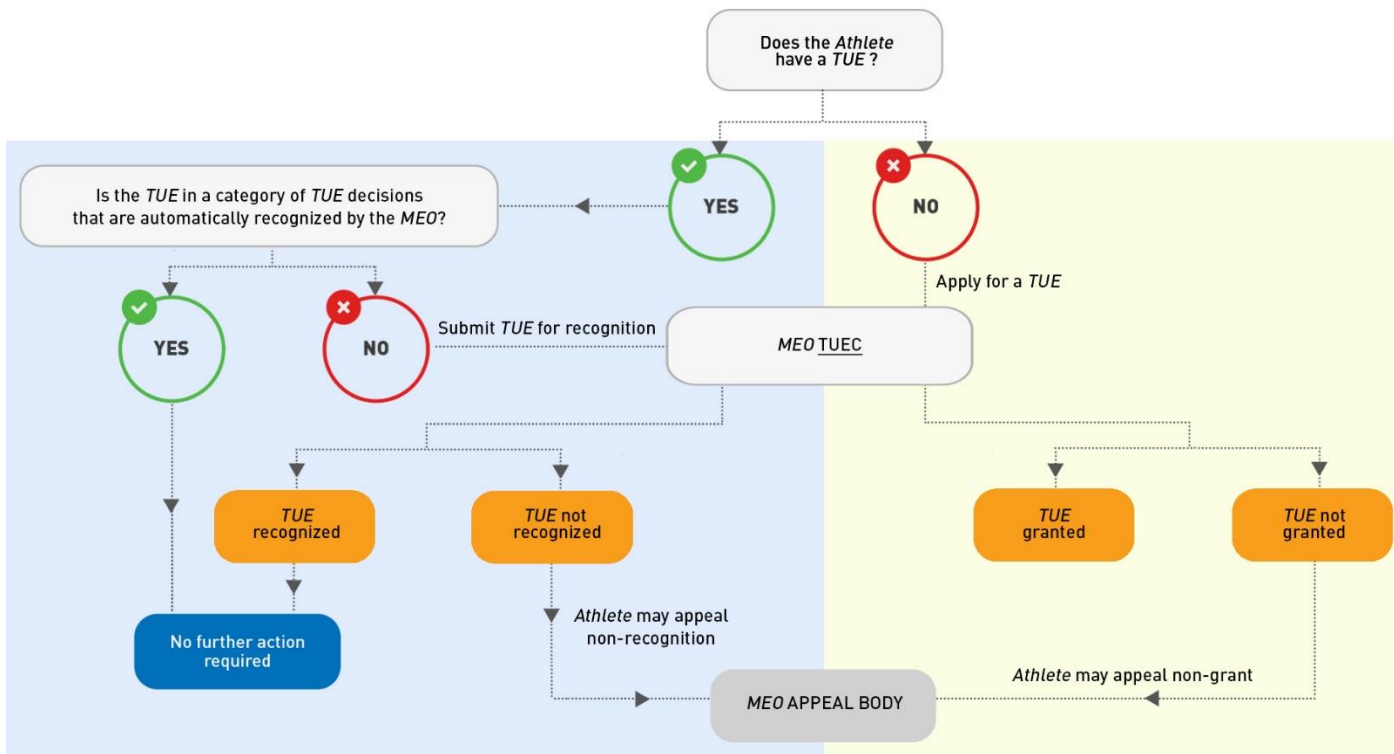 Does the Athlete
have a TUE ?
Is the TUE in a category of TUE decisions
that are automatically recognized by the MEO?
YES
NO
Apply for a TUE
YES
NO
Submit TUE for recognition
MEO TUEC
TUE
recognized
TUE not
recognized
TUE
granted
TUE not
granted
No further action
required
Athlete may appeal
non-recognition
Athlete may appeal non-grant
MEO APPEAL BODY